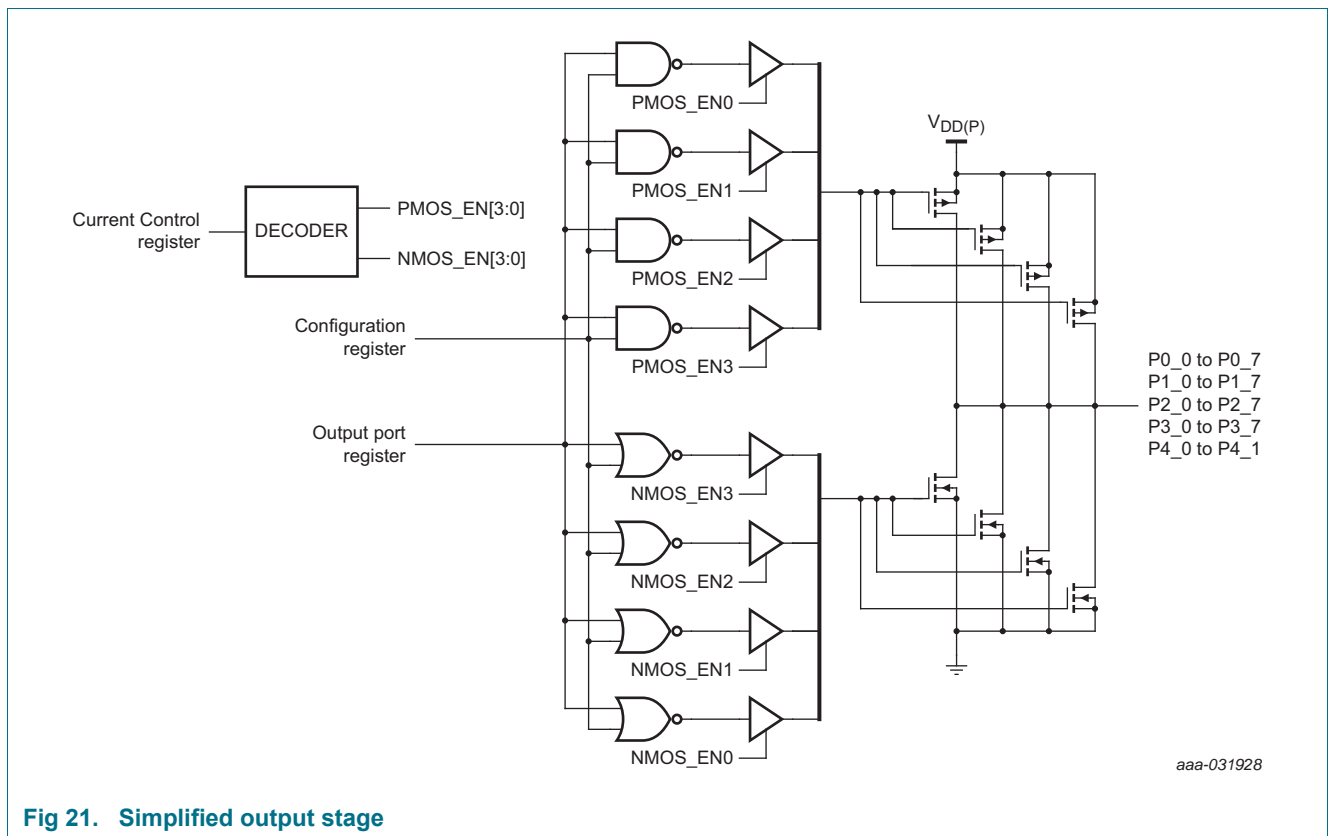 PMOS_EN0
V_DD(P)
PMOS_EN1
PMOS_EN[3:0]
Current Control
register
DECODER
NMOS_EN[3:0]
PMOS_EN2
Configuration
register
PMOS_EN3
P0_0 to P0_7
P1_0 to P1_7
P2_0 to P2_7
P3_0 to P3_7
P4_0 to P4_1
Output port
register
NMOS_EN3
NMOS_EN2
NMOS_EN1
NMOS_EN0
aaa-031928
Fig 21. Simplified output stage